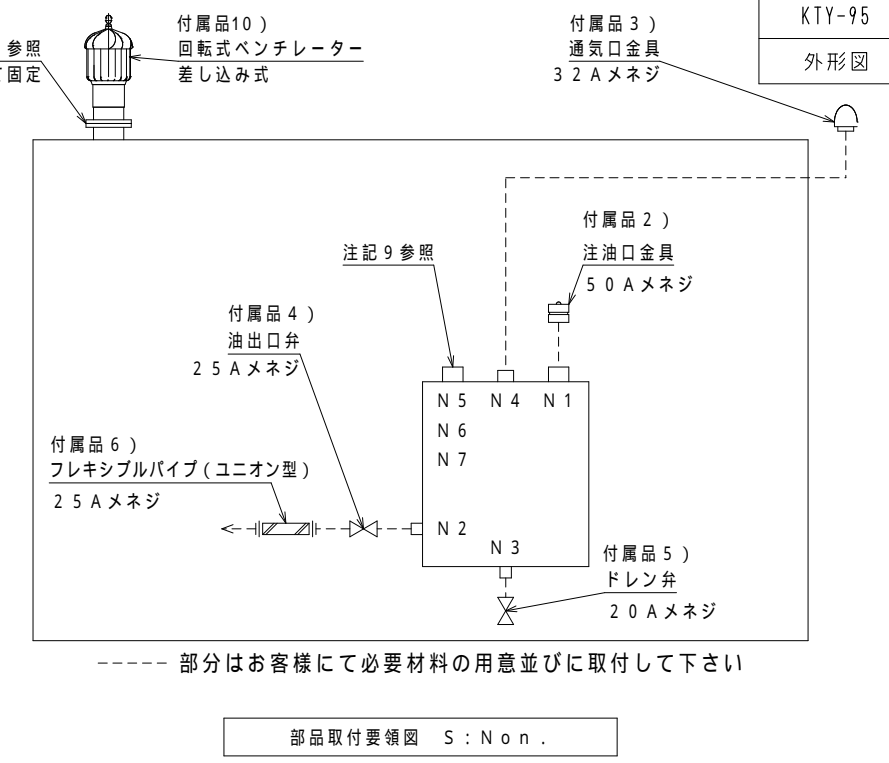 KTY-95
外形図
参照
て固定
付属品10）
回転式ベンチレーター
差し込み式
付属品3）
通気口金具
32Aメネジ
付属品2）
注油口金具
50Aメネジ
注記9参照
付属品4）
油出口弁
25Aメネジ
N5 N4 N1
N6
N7
付属品6）
フレキシブルパイプ（ユニオン型）
25Aメネジ
N2
N3
付属品5）
ドレン弁
20Aメネジ
----- 部分はお客様にて必要材料の用意並びに取付して下さい
部品取付要領図 S:Non.